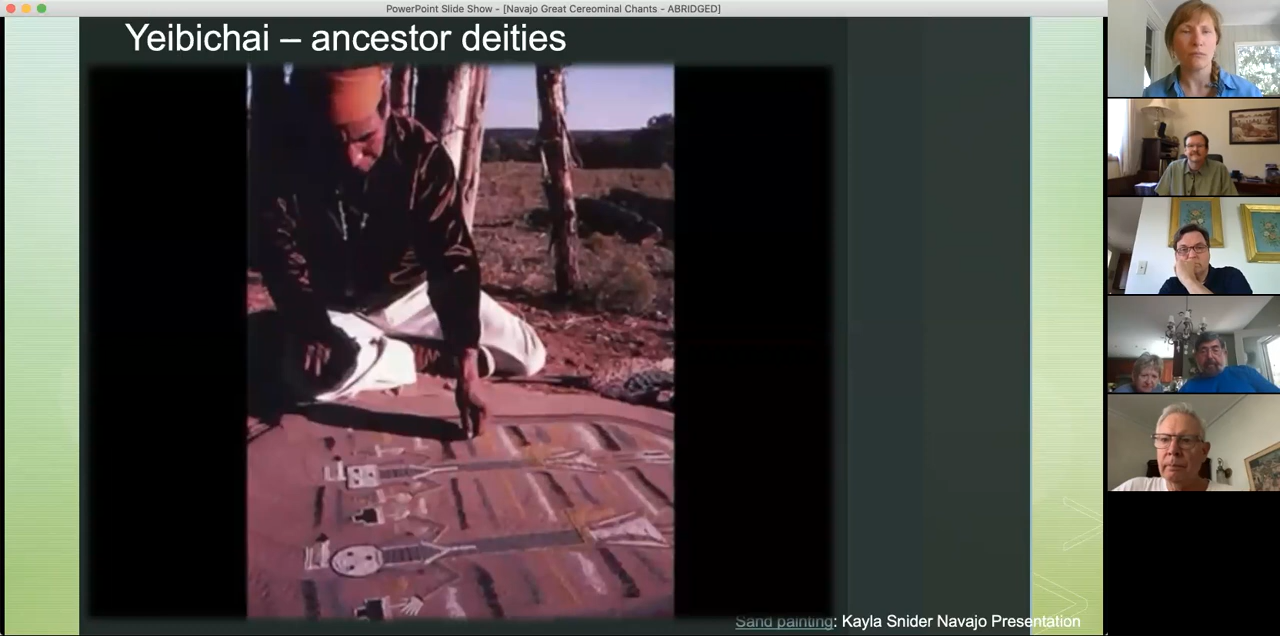 PowerPoint Slide Show - [Navajo Great Cereominal Chants - ABRIDGED]
Yeibichai – ancestor deities
Sand painting: Kayla Snider Navajo Presentation